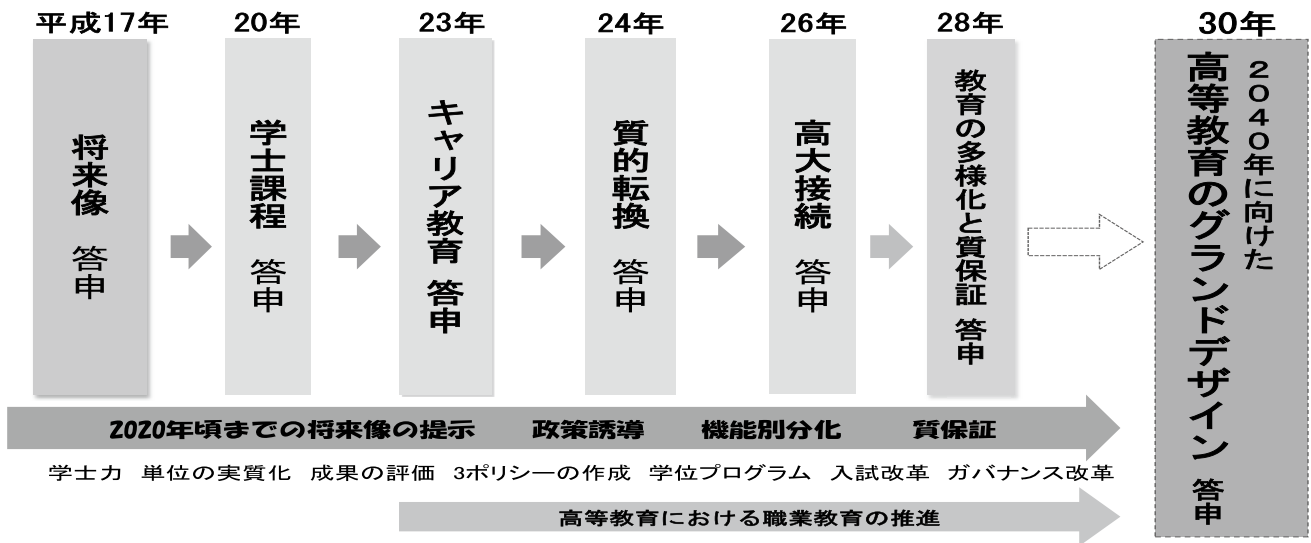 平成17年
20年
23年
24年
26年
28年
30年
将来像 答申
学士課程 答申
キャリア教育 答申
質的転換 答申
高大接続 答申
教育の多様化と質保証 答申
2040年に向けた
高等教育のグランドデザイン 答申
2020年頃までの将来像の提示 政策誘導 機能別分化 質保証
学士力 単位の実質化 成果の評価 3ポリシーの作成 学位プログラム 入試改革 ガバナンス改革
高等教育における職業教育の推進